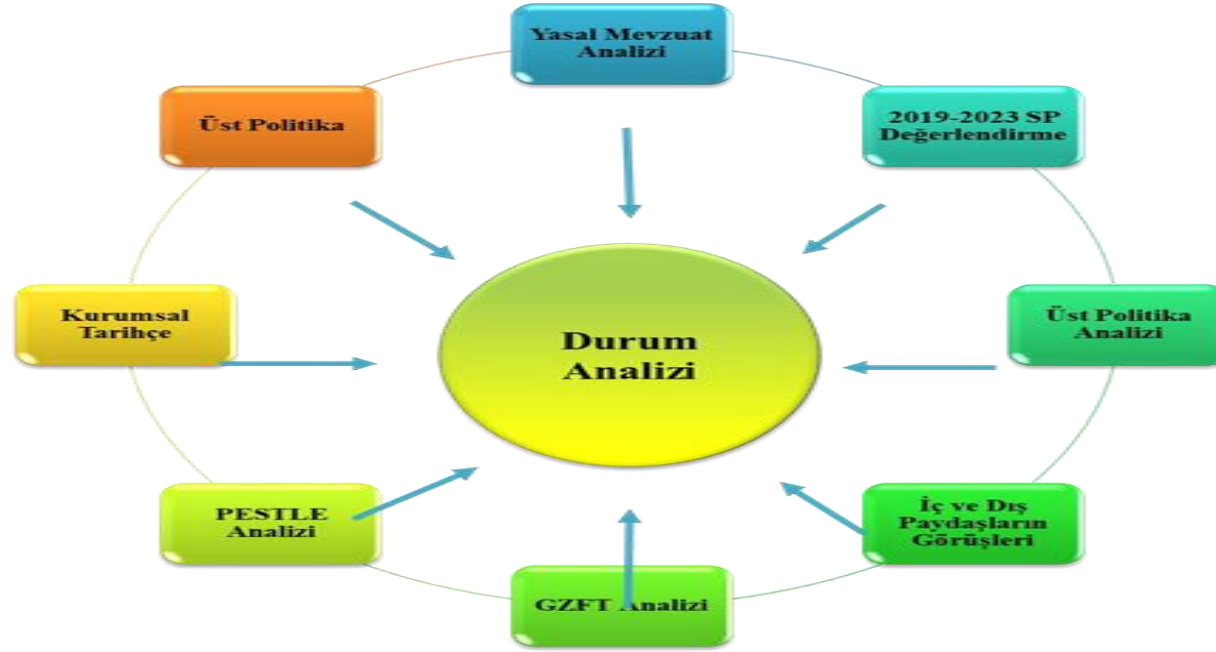 Yasal Mevzuat
Analizi
2019-2023 SP
Değerlendirme
Üst Politika
Analizi
İç ve Dış
Paydaşların
Görüşleri
GZFT Analizi
PESTLE
Analizi
Kurumsal
Tarihçe
Üst Politika
Durum
Analizi